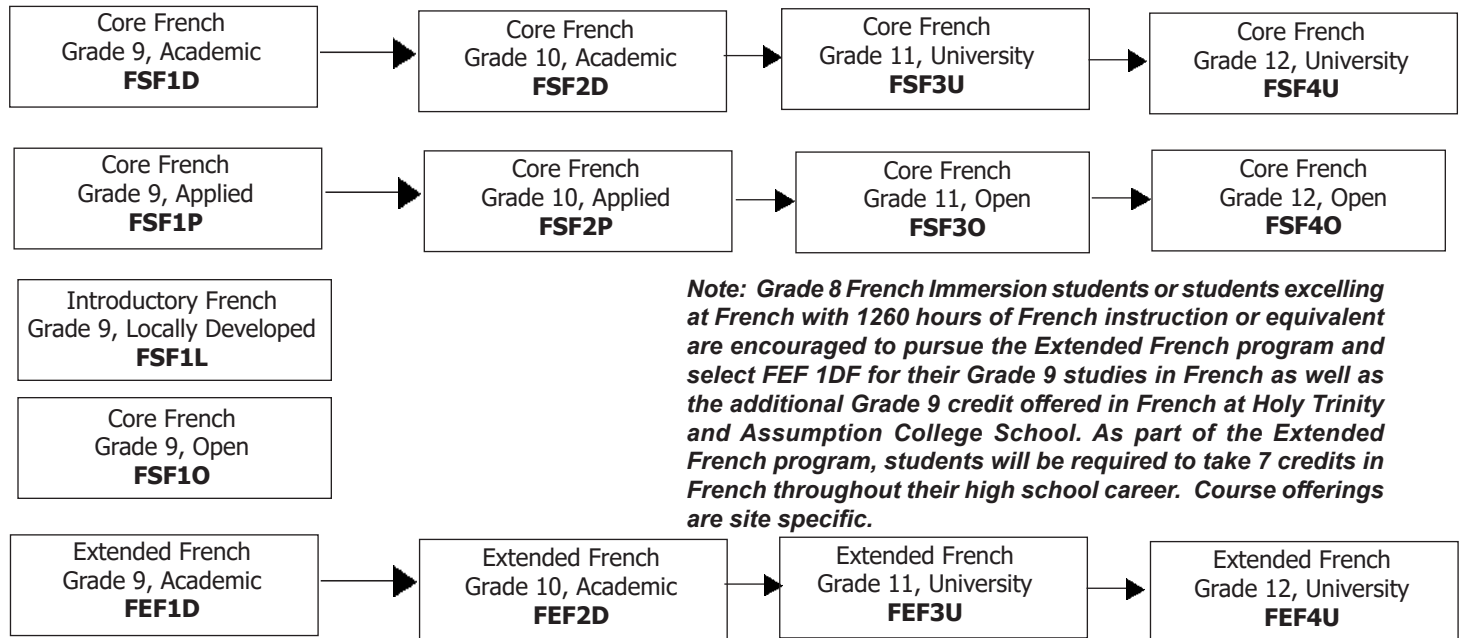 Core French
Grade 9, Academic
FSF1D
Core French
Grade 10, Academic
FSF2D
Core French
Grade 11, University
FSF3U
Core French
Grade 12, University
FSF4U
Core French
Grade 9, Applied
FSF1P
Core French
Grade 10, Applied
FSF2P
Core French
Grade 11, Open
FSF3O
Core French
Grade 12, Open
FSF4O
Introductory French
Grade 9, Locally Developed
FSF1L
Core French
Grade 9, Open
FSF1O
Note: Grade 8 French Immersion students or students excelling
at French with 1260 hours of French instruction or equivalent
are encouraged to pursue the Extended French program and
select FEF 1DF for their Grade 9 studies in French as well as
the additional Grade 9 credit offered in French at Holy Trinity
and Assumption College School. As part of the Extended
French program, students will be required to take 7 credits in
French throughout their high school career. Course offerings
are site specific.
Extended French
Grade 9, Academic
FEF1D
Extended French
Grade 10, Academic
FEF2D
Extended French
Grade 11, University
FEF3U
Extended French
Grade 12, University
FEF4U